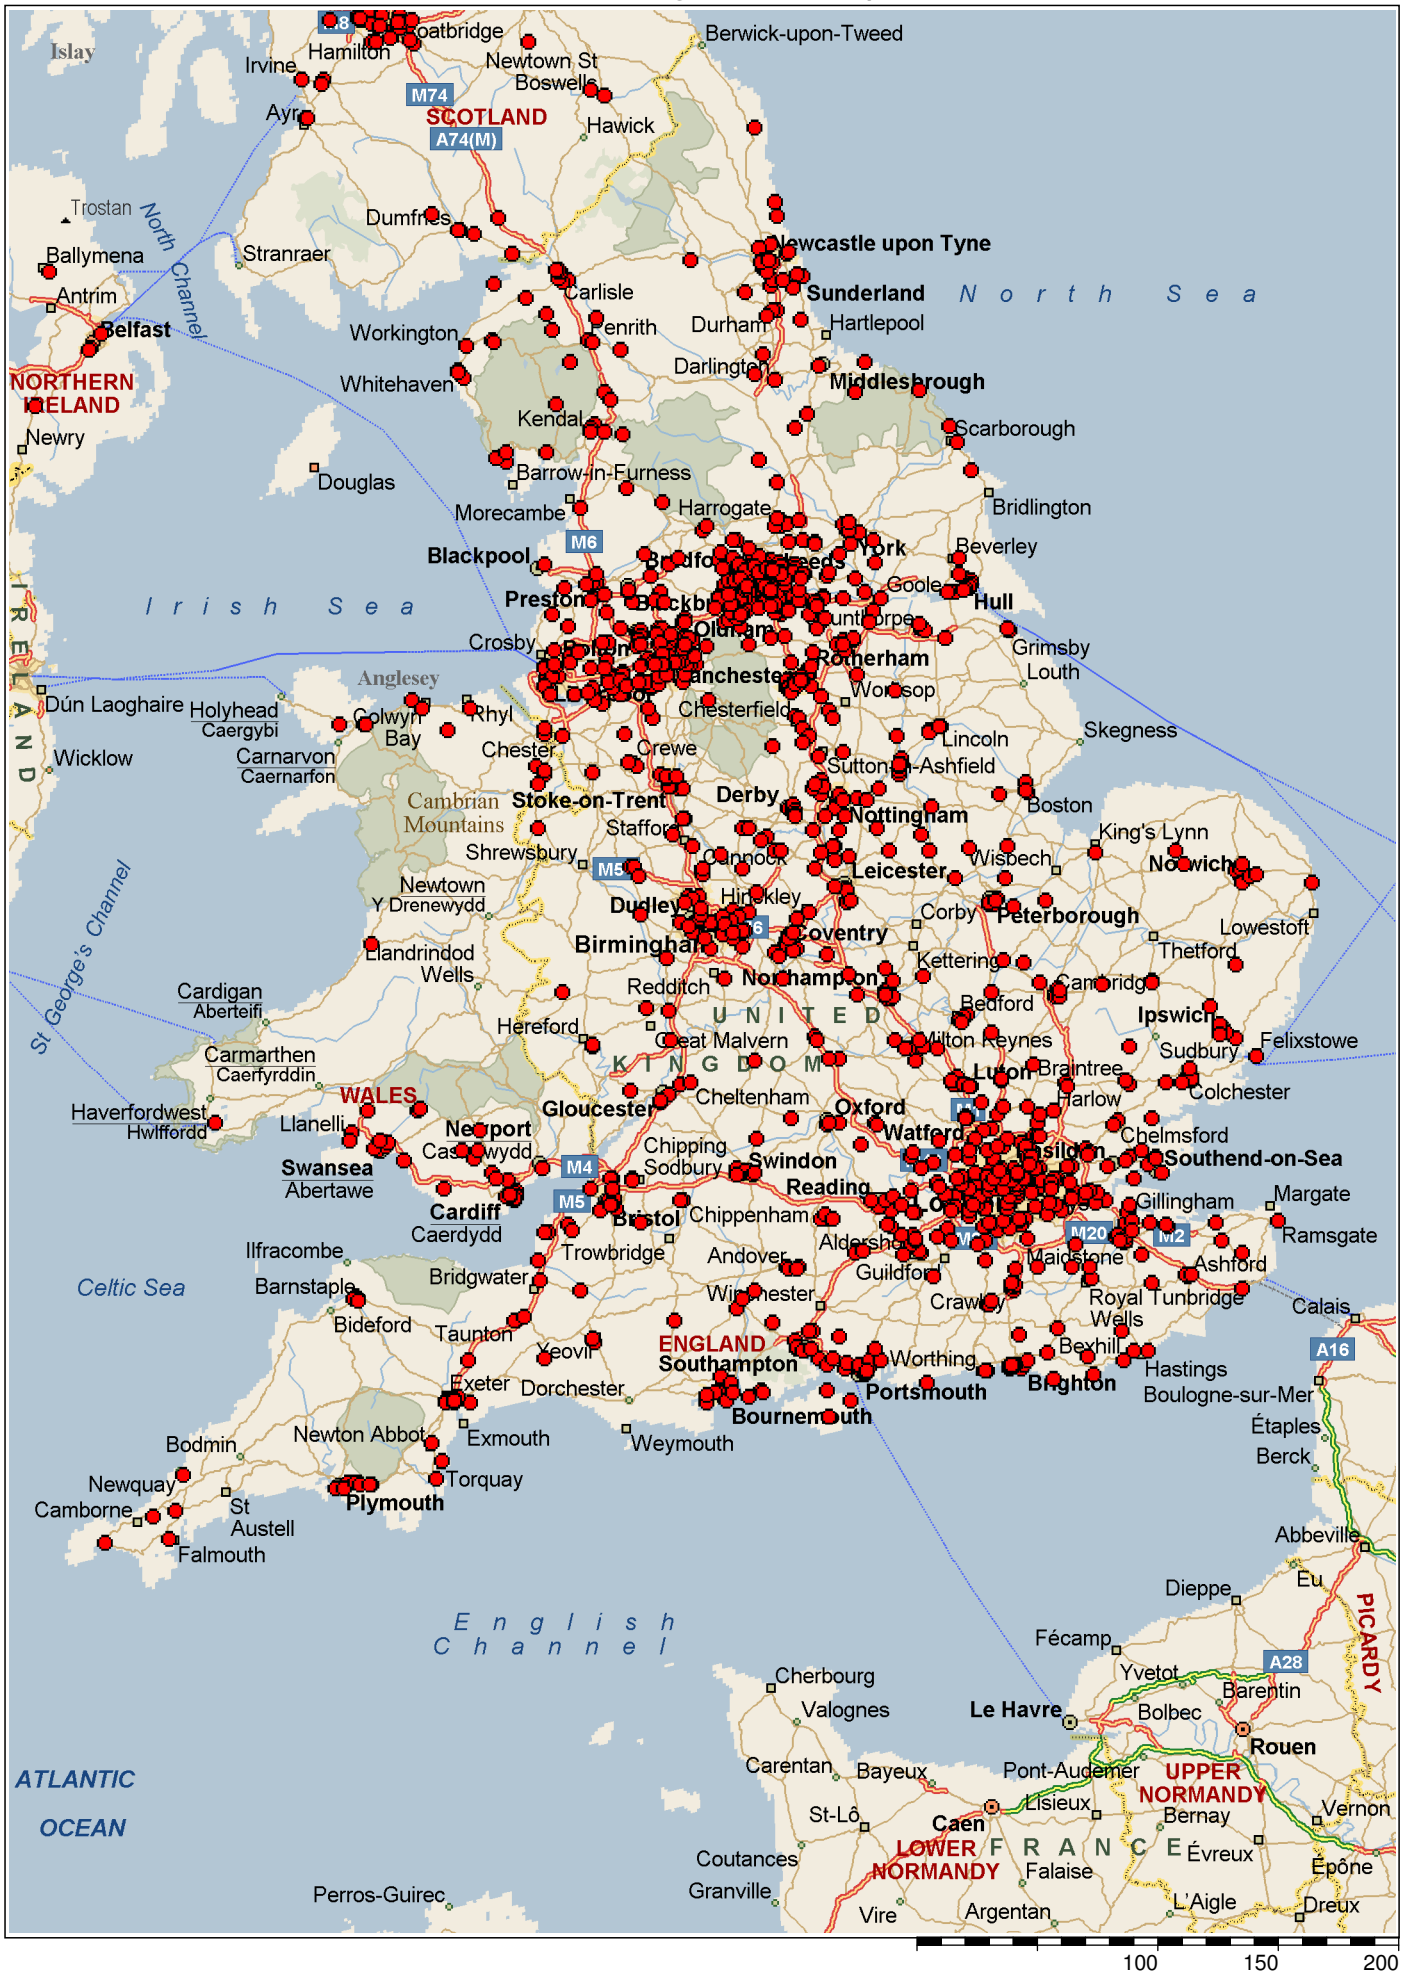 M8
Coatbridge
Berwick-upon-Tweed
Islay
Hamilton
Newtown St
Boswells
Irvine
M74
SCOTLAND
Ayr
Hawick
A74(M)
Trostan
North Channel
Dumfries
Ballymena
Stranraer
Newcastle upon Tyne
Antrim
Carlisle
Sunderland
North Sea
Belfast
Workington
Penrith
Durham
Hartlepool
NORTHERN
IRELAND
Whitehaven
Darlington
Middlesbrough
Newry
Kendal
Scarborough
Douglas
Barrow-in-Furness
Morecambe
Harrogate
Bridlington
M6
Blackpool
York
Beverley
Leeds
Goole
Irish Sea
Preston
Hull
IRELAND
Crosby
Oldham
Bolton
Grimsby
Rotherham
Anglesey
Louth
Manchester
Worksop
Dún Laoghaire
Holyhead
Caergybi
Colwyn
Bay
Rhyl
Chesterfield
Skegness
Wicklow
Carnarvon
Caernarfon
Chester
Crewe
Lincoln
Sutton-in-Ashfield
Cambrian
Mountains
Stoke-on-Trent
Derby
Boston
Nottingham
Stafford
King's Lynn
Shrewsbury
Cannock
Wisbech
Norwich
Leicester
Newtown
Y Drenewydd
Hinckley
Dudley
Corby
Peterborough
Lowestoft
Birmingham
Coventry
Llandrindod
Wells
Kettering
Thetford
St George's Channel
Cardigan
Aberteifi
Redditch
Northampton
Bedford
Cambridge
UNITED
Hereford
Ipswich
Great Malvern
Milton Keynes
Felixstowe
Carmarthen
Caerfyrddin
KINGDOM
Sudbury
Luton
Braintree
WALES
Gloucester
Cheltenham
Harlow
Colchester
Haverfordwest
Hwlffordd
Llanelli
Newport
Oxford
Chelmsford
Watford
Chipping
Sodbury
Basildon
Swansea
Abertawe
M4
Swindon
Southend-on-Sea
M5
Reading
Cardiff
Caerdydd
Bristol
Chippenham
Gillingham
Margate
Ramsgate
M20
M2
Ilfracombe
Trowbridge
Andover
Aldershot
Maidstone
Ashford
Barnstaple
Bridgwater
Guildford
Celtic Sea
Winchester
Crawley
Royal Tunbridge
Wells
Calais
Bideford
Taunton
ENGLAND
A16
Yeovil
Southampton
Worthing
Bexhill
Hastings
Exeter
Dorchester
Portsmouth
Brighton
Boulogne-sur-Mer
Bournemouth
Étaples
Newton Abbot
Exmouth
Weymouth
Berck
Bodmin
Newquay
Torquay
Plymouth
Camborne
St
Austell
Abbeville
Falmouth
Eu
Dieppe
English
Channel
PICARDY
Fécamp
A28
Yvetot
Cherbourg
Barentin
Le Havre
Bolbec
Valognes
Rouen
ATLANTIC
OCEAN
Carentan
Bayeux
Pont-Audemer
UPPER
NORMANDY
Lisieux
Vernon
St-Lô
Caen
Bernay
LOWER
NORMANDY
FRANCE
Évreux
Coutances
Falaise
Épône
Perros-Guirec
Granville
Vire
Argentan
L'Aigle
Dreux
100
150
200